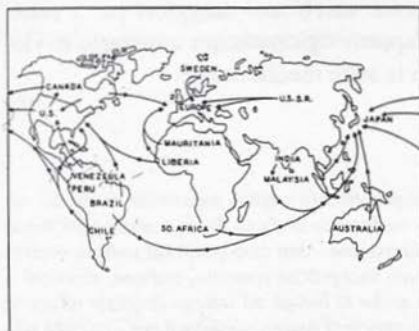 SWEDEN
CANADA
EUROPE
U.S.S.R.
U.S.
JAPAN
MAURITANIA
INDIA
LIBERIA
VENEZUELA
MALAYSIA
PERU
BRAZIL
SO. AFRICA
CHILE
AUSTRALIA